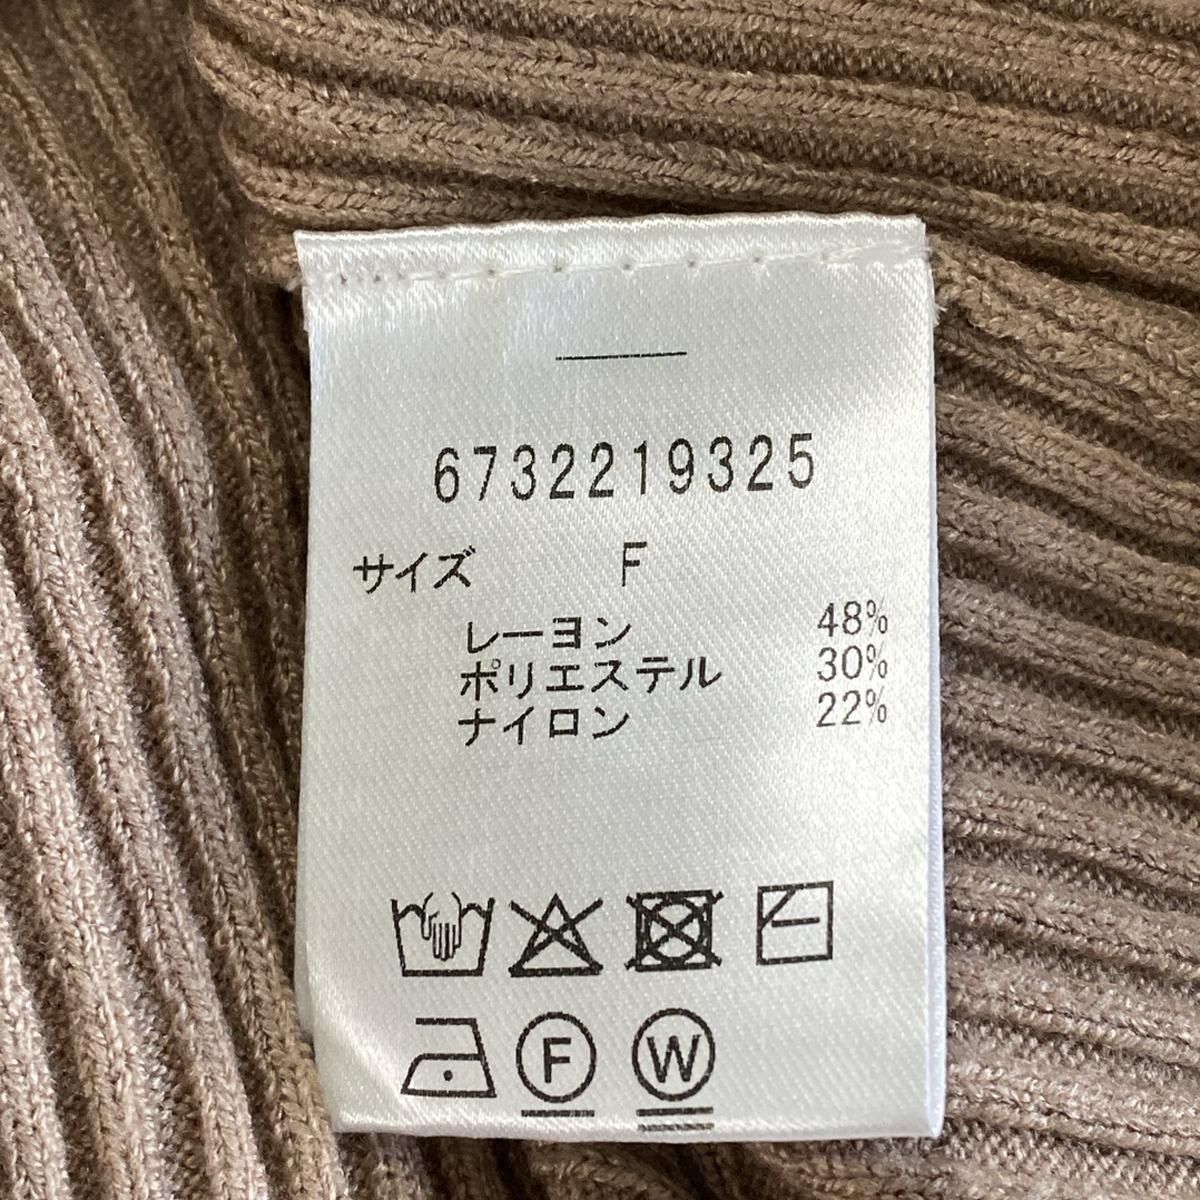 6732219325
サイズ F
レーヨン 48%
ポリエステル 30%
ナイロン 22%
F W